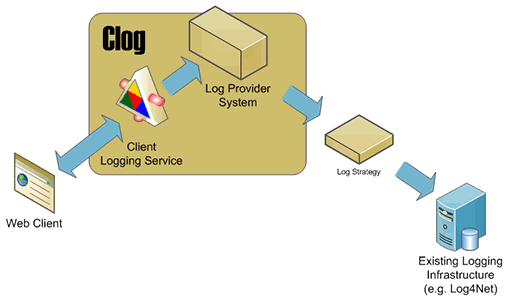 Clog
Log Provider
System
Client
Logging Service
Log Strategy
Web Client
Existing Logging
Infrastructure
(e.g. Log4Net)